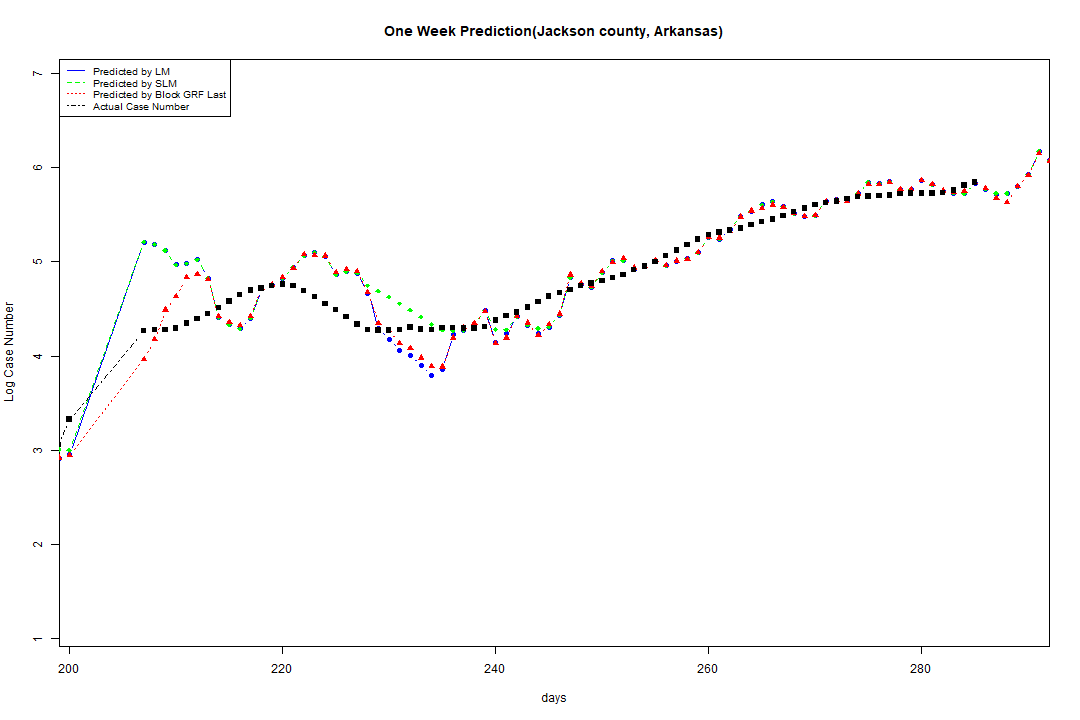 One Week Prediction(Jackson county, Arkansas)
Predicted by LM
Predicted by SLM
Predicted by Block GRF Last
Actual Case Number
7
6
5
4
3
2
1
Log Case Number
200 220 240 260 280
days